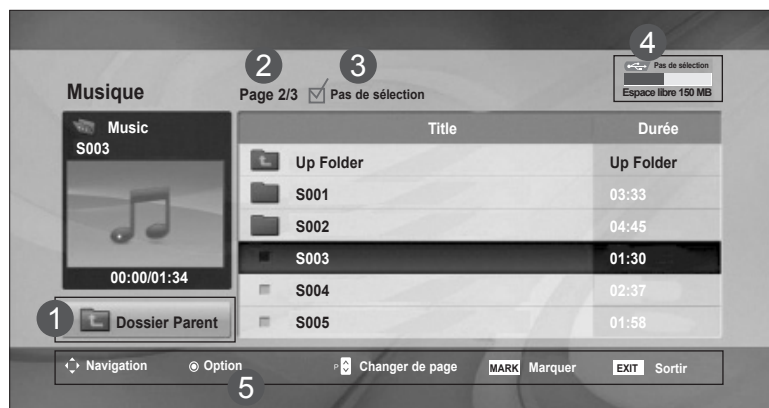 4
Pas de sélection
Espace libre 150 MB
2
3
Musique
Page 2/3 Pas de sélection
Music
S003
00:00/01:34
1
Dossier Parent
Title Durée
Up Folder Up Folder
S001 03:33
S002 04:45
S003 01:30
S004 02:37
S005 01:58
Navigation Option P Changer de page MARK Marquer EXIT Sortir
5